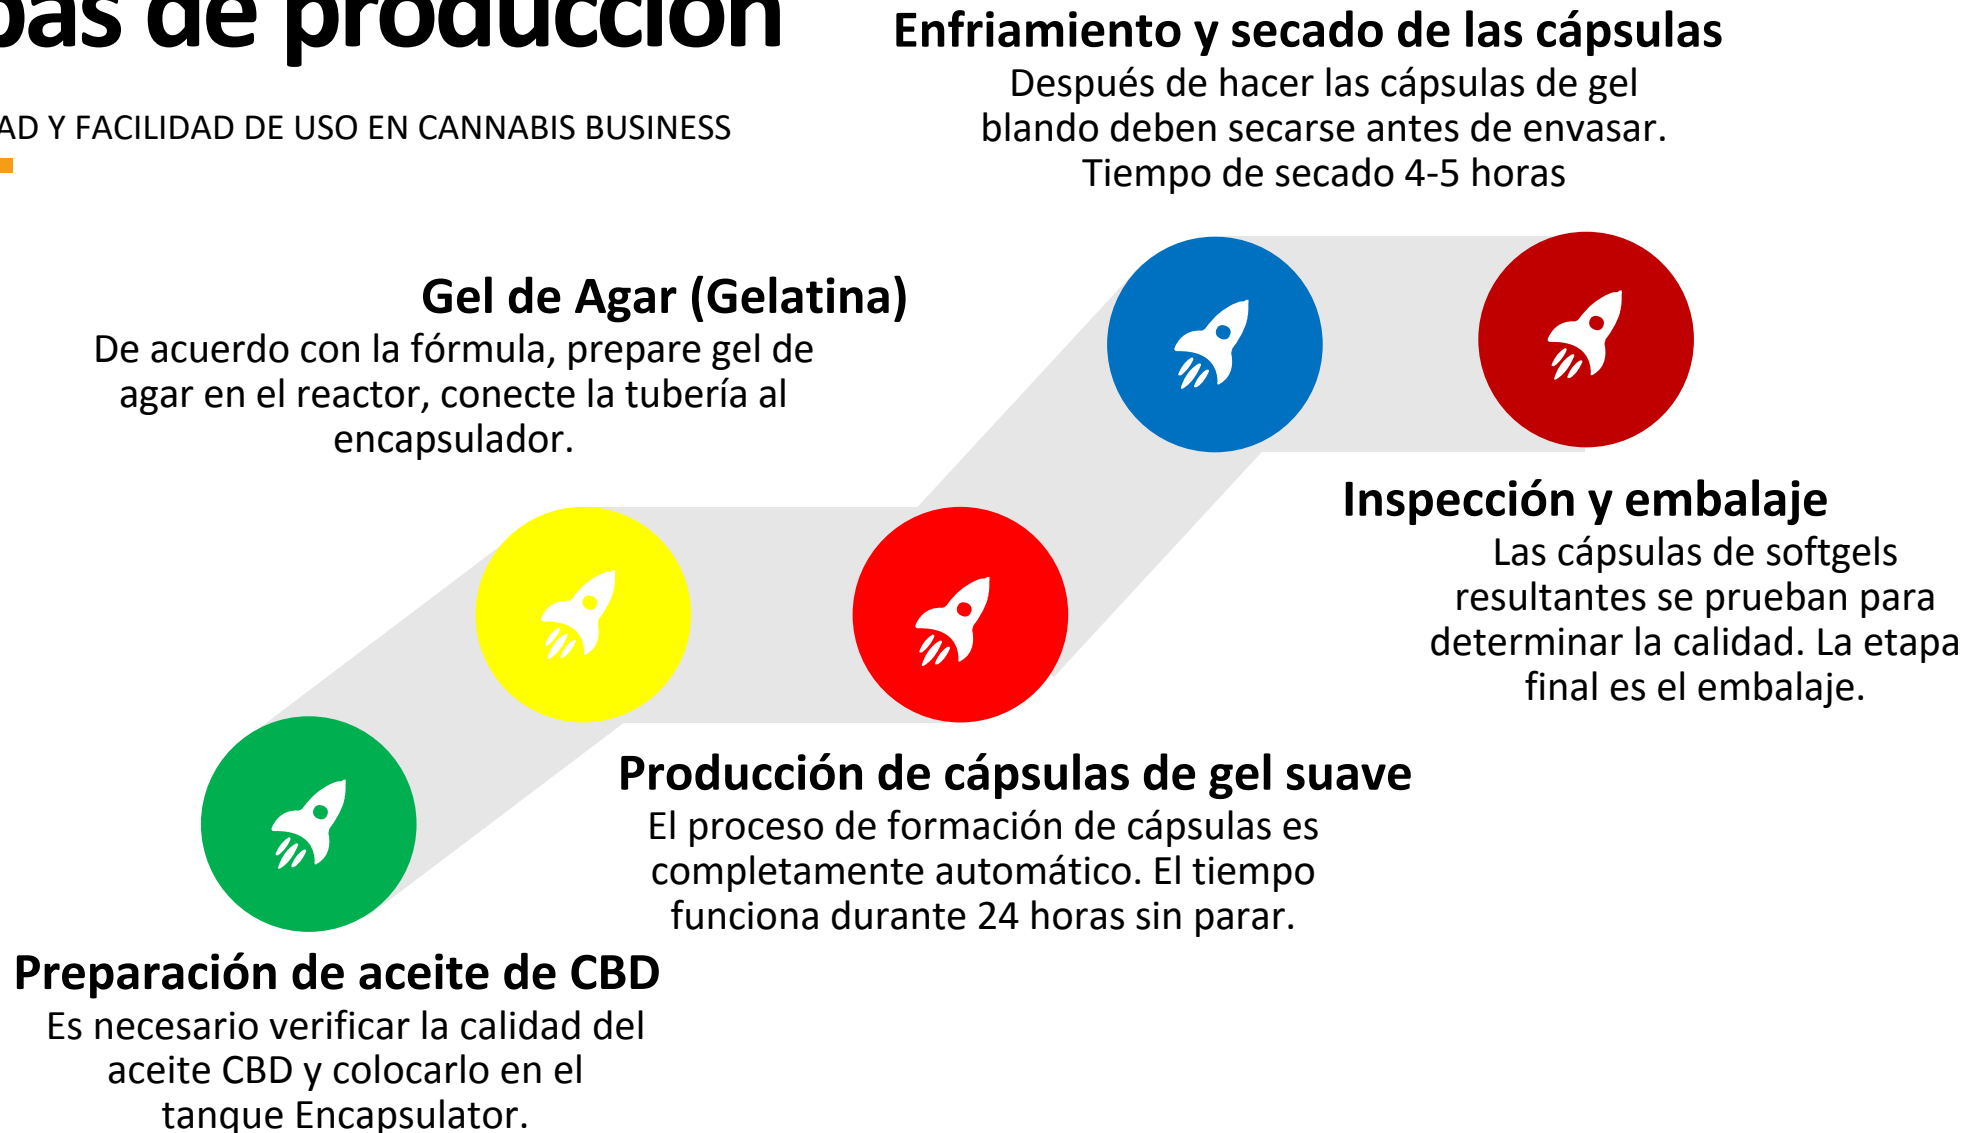 de producción
Y FACILIDAD DE USO EN CANNABIS BUSINESS
Enfriamiento y secado de las cápsulas
Después de hacer las cápsulas de gel
blando deben secarse antes de envasar.
Tiempo de secado 4-5 horas
Gel de Agar (Gelatina)
De acuerdo con la fórmula, prepare gel de
agar en el reactor, conecte la tubería al
encapsulador.
Inspección y embalaje
Las cápsulas de softgels
resultantes se prueban para
determinar la calidad. La etapa
final es el embalaje.
Producción de cápsulas de gel suave
El proceso de formación de cápsulas es
completamente automático. El tiempo
funciona durante 24 horas sin parar.
Preparación de aceite de CBD
Es necesario verificar la calidad del
aceite CBD y colocarlo en el
tanque Encapsulator.